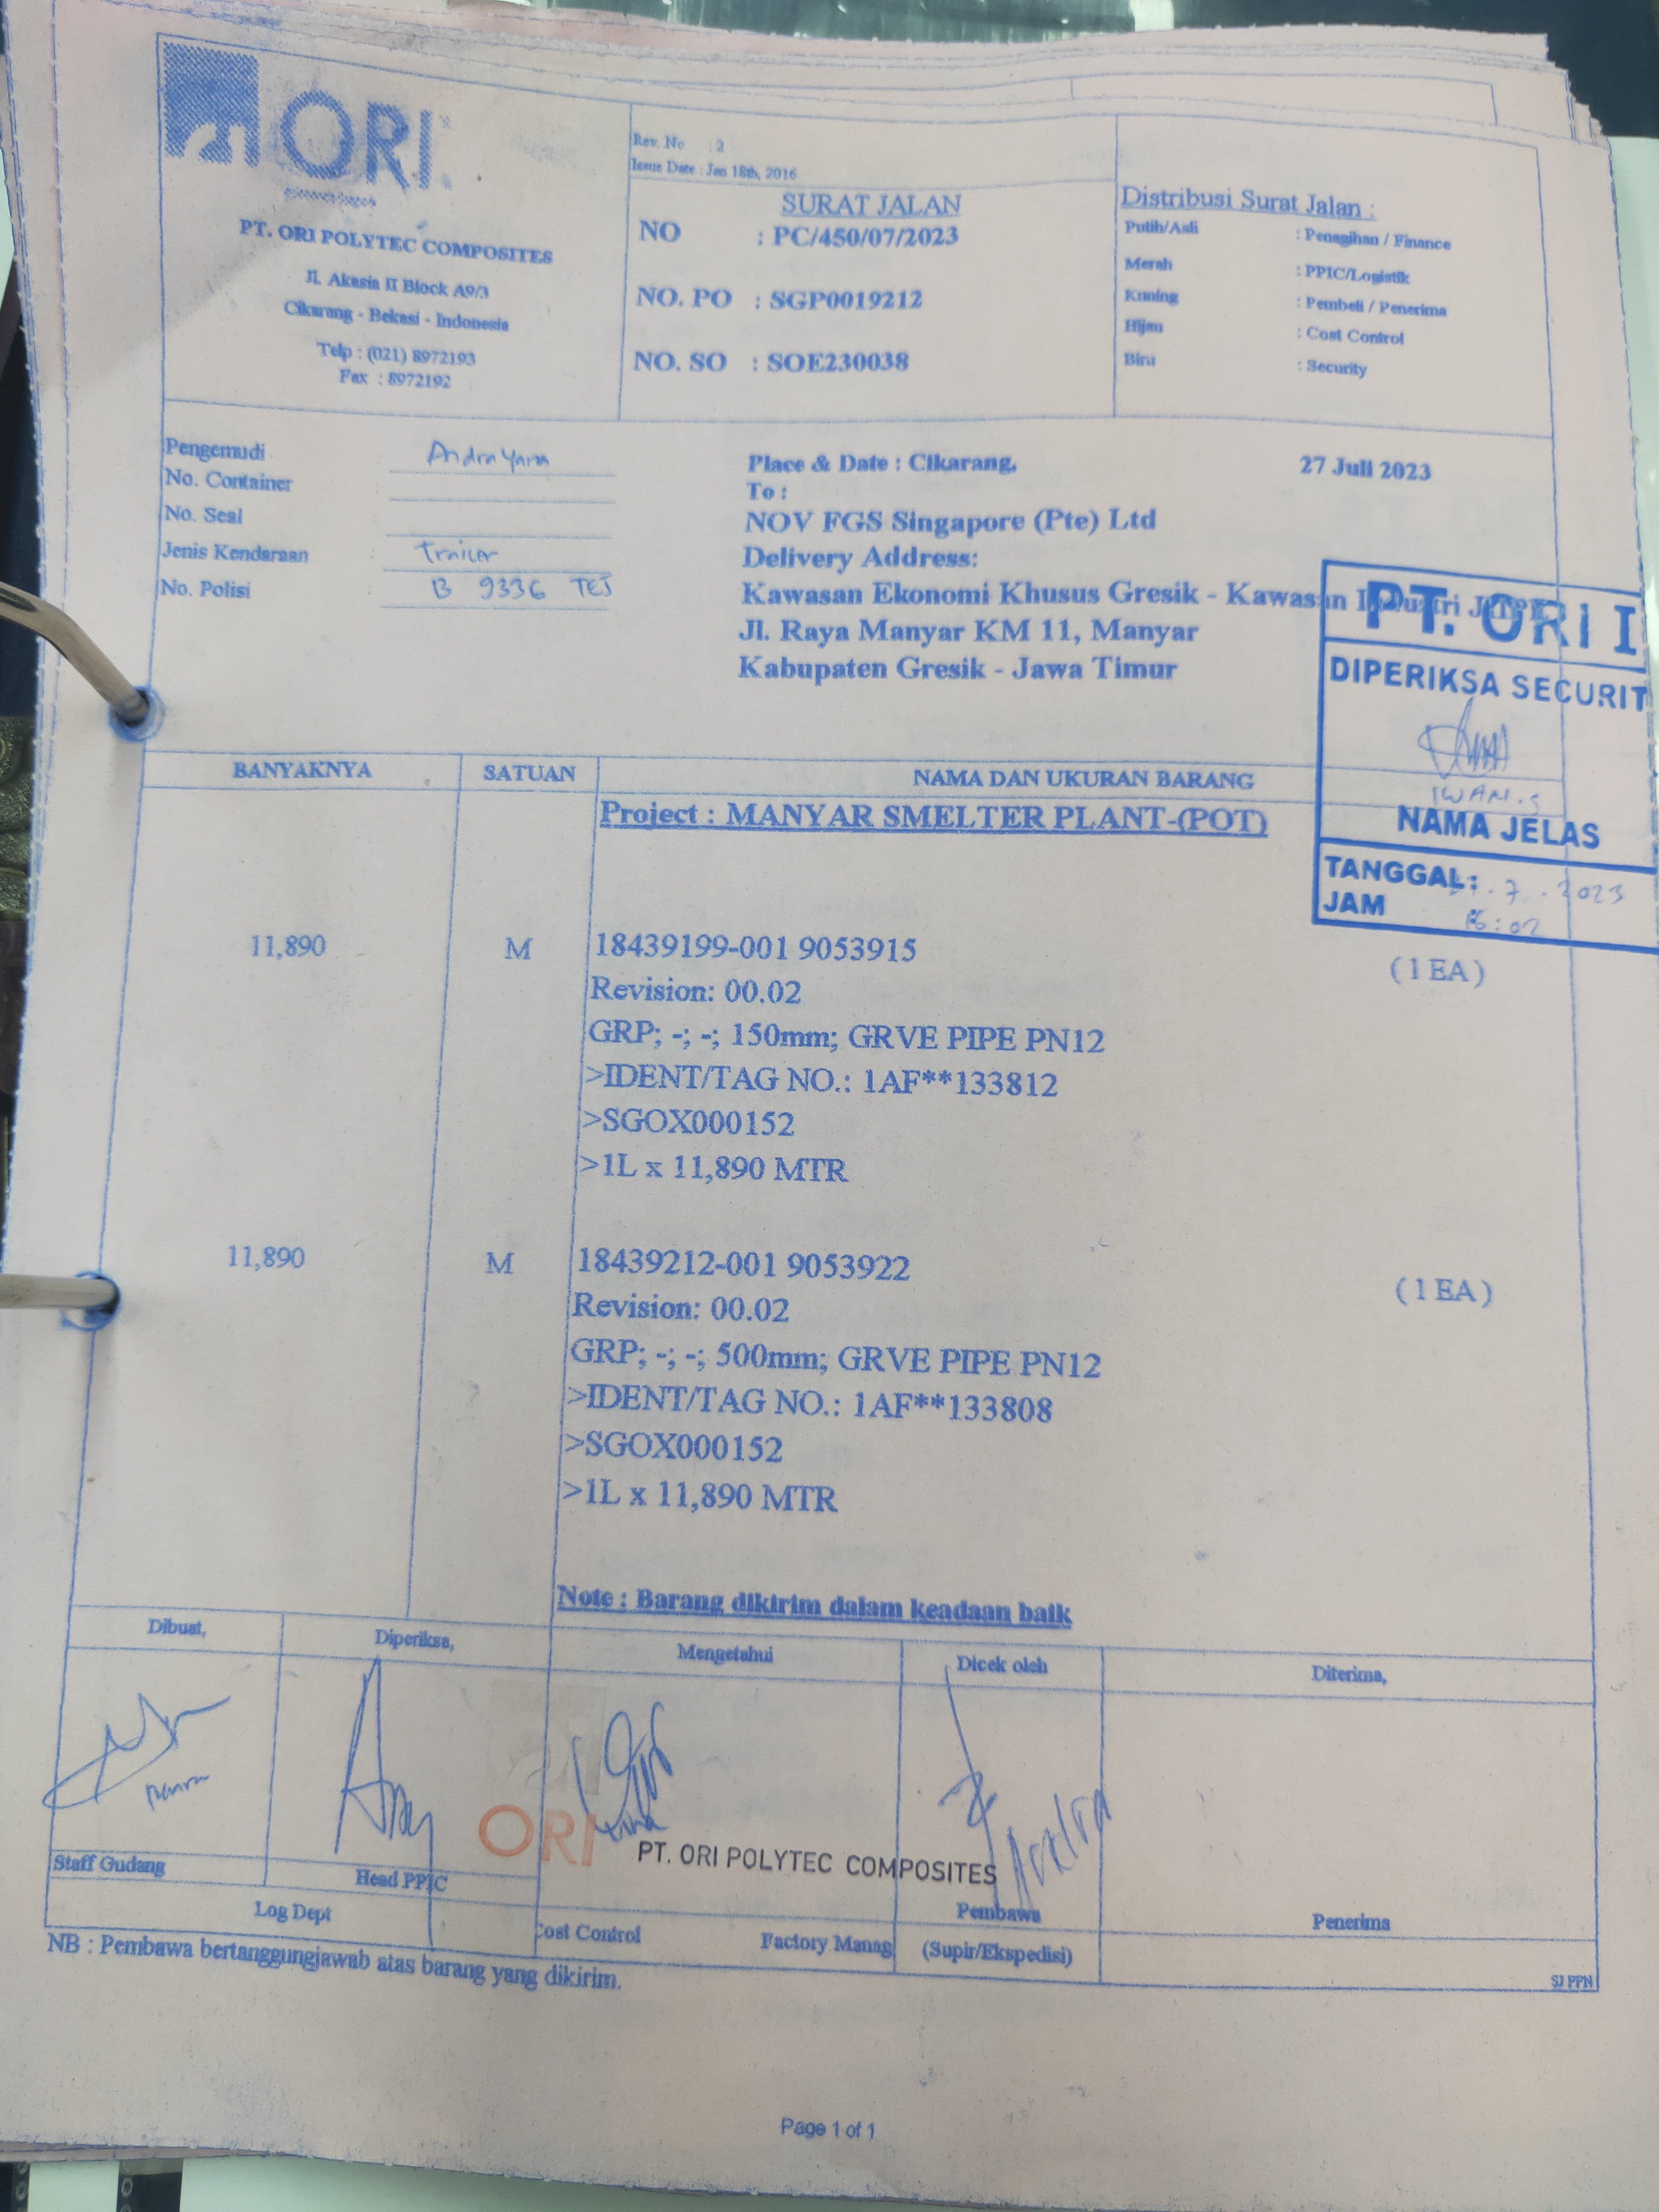 ORI
PT. ORI POLYTEC COMPOSITES
Jl. Akasia II Block A9/3
Cikarang - Bekasi - Indonesia
Telp : (021) 8972193
Fax : 8972192
Rev. No : 2
Issue Date : Jan 18th, 2016
SURAT JALAN
NO : PC/450/07/2023
NO. PO : SGP0019212
NO. SO : SOE230038
Distribusi Surat Jalan :
Putih/Asli : Penagihan / Finance
Merah : PPIC/Logistik
Kuning : Pembeli / Penerima
Hijau : Cost Control
Biru : Security
Pengemudi
No. Container
No. Seal
Jenis Kendaraan : Trailer
No. Polisi B 9336 TEJ
Place & Date : Cikarang, 27 Juli 2023
To :
NOV FGS Singapore (Pte) Ltd
Delivery Address:
Kawasan Ekonomi Khusus Gresik - Kawasan Industri
Jl. Raya Manyar KM 11, Manyar
Kabupaten Gresik - Jawa Timur
PT. ORI I
DIPERIKSA SECURIT
IWAN.S
NAMA JELAS
TANGGAL: .7.2023
JAM :02
BANYAKNYA SATUAN NAMA DAN UKURAN BARANG
Project : MANYAR SMELTER PLANT-(POT)
11,890 M 18439199-001 9053915 (1 EA)
Revision: 00.02
GRP; -; -; 150mm; GRVE PIPE PN12
>IDENT/TAG NO.: 1AF**133812
>SGOX000152
>1L x 11,890 MTR
11,890 M 18439212-001 9053922 (1 EA)
Revision: 00.02
GRP; -; -; 500mm; GRVE PIPE PN12
>IDENT/TAG NO.: 1AF**133808
>SGOX000152
>1L x 11,890 MTR
Note : Barang dikirim dalam keadaan baik
Dibuat, Diperiksa, Mengetahui Dicek oleh Diterima,
ORI
PT. ORI POLYTEC COMPOSITES
Staff Gudang Head PPIC Pembawa Penerima
Log Dept Cost Control Factory Manag (Supir/Ekspedisi)
SJ PPN
NB : Pembawa bertanggungjawab atas barang yang dikirim.
Page 1 of 1